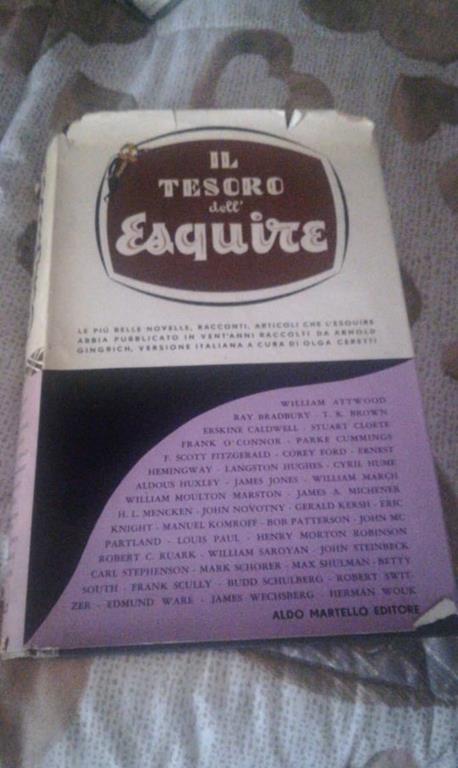 IL
TESORO
dell'
Esquire
LE PIÙ BELLE NOVELLE, RACCONTI, ARTICOLI CHE L'ESQUIRE
ABBIA PUBBLICATO IN VENT'ANNI RACCOLTI DA ARNOLD
GINGRICH, VERSIONE ITALIANA A CURA DI OLGA CERETTI
WILLIAM ATTWOOD
RAY BRADBURY - T. K. BROWN
ERSKINE CALDWELL - STUART CLOETE
FRANK O'CONNOR - PARKE CUMMINGS
F. SCOTT FITZGERALD - COREY FORD - ERNEST
HEMINGWAY - LANGSTON HUGHES - CYRIL HUME
ALDOUS HUXLEY - JAMES JONES - WILLIAM MARCH
WILLIAM MOULTON MARSTON - JAMES A. MICHENER
H. L. MENCKEN - JOHN NOVOTNY - GERALD KERSH - ERIC
KNIGHT - MANUEL KOMROFF - BOB PATTERSON - JOHN MC
PARTLAND - LOUIS PAUL - HENRY MORTON ROBINSON
ROBERT C. RUARK - WILLIAM SAROYAN - JOHN STEINBECK
CARL STEPHENSON - MARK SCHORER - MAX SHULMAN - BETTY
SOUTH - FRANK SCULLY - BUDD SCHULBERG - ROBERT SWIT-
ZER - EDMUND WARE - JAMES WECHSBERG - HERMAN WOUK
ALDO MARTELLO EDITORE